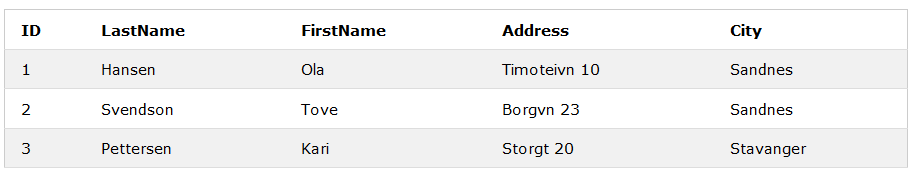 ID LastName FirstName Address City
1 Hansen Ola Timoteivn 10 Sandnes
2 Svendson Tove Borgvn 23 Sandnes
3 Pettersen Kari Storgt 20 Stavanger